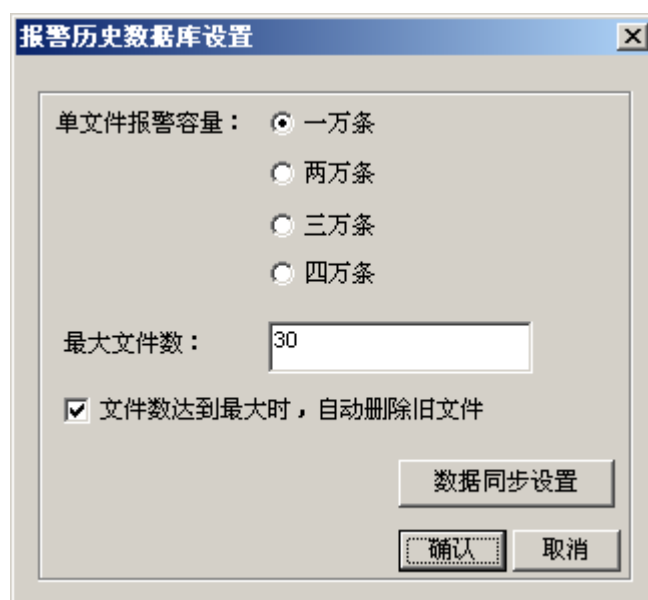 报警历史数据库设置
单文件报警容量： 一万条
两万条
三万条
四万条
最大文件数： 30
文件数达到最大时，自动删除旧文件
数据同步设置
确认 取消